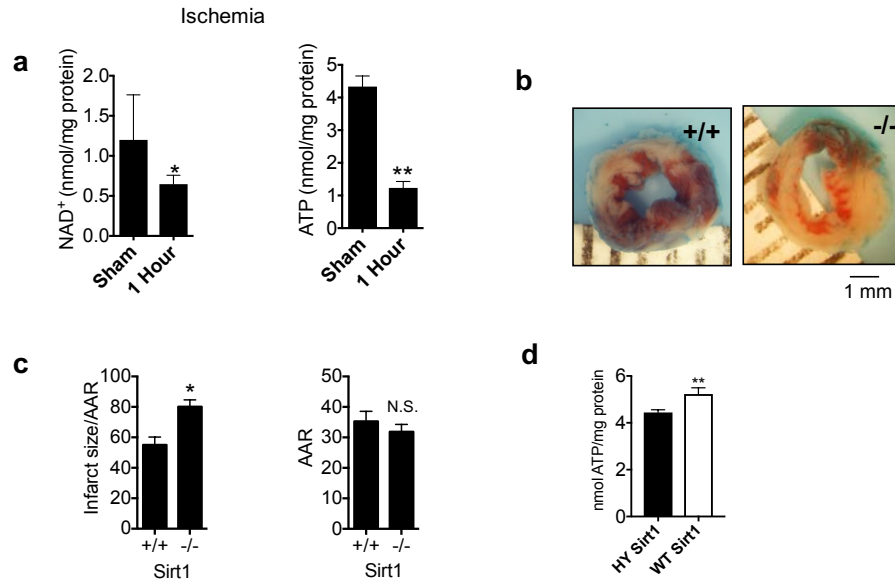 Ischemia
a
NAD⁺ (nmol/mg protein)
2.0
1.5
1.0
0.5
0.0
*
Sham
1 Hour
ATP (nmol/mg protein)
5
4
3
2
1
0
**
Sham
1 Hour
b
+/+
-/-
1 mm
c
Infarct size/AAR
100
80
60
40
20
0
*
+/+
-/-
Sirt1
AAR
50
40
30
20
10
0
N.S.
+/+
-/-
Sirt1
d
nmol ATP/mg protein
6
4
2
0
**
HY Sirt1
WT Sirt1